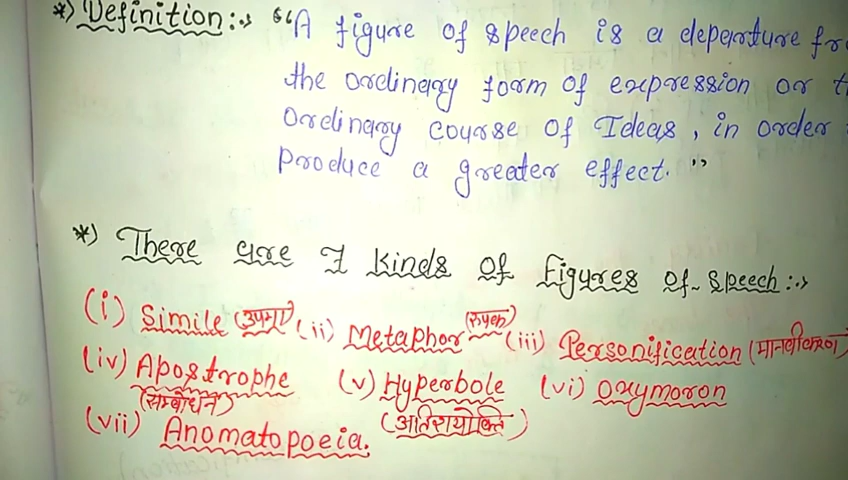 *) Definition :→ "A figure of speech is a departure
the ordinary form of expression or
Ordinary course of Ideas, in order
Produce a greater effect."
*) There are 7 kinds of Figures of speech :→
(i) Simile (उपमा) (ii) Metaphor (रुपक) (iii) Personification (मानवीकरण)
(iv) Apostrophe (v) Hyperbole (vi) Oxymoron
(सम्बोधन) (अतिशयोक्ति)
(vii) Anomatopoeia.